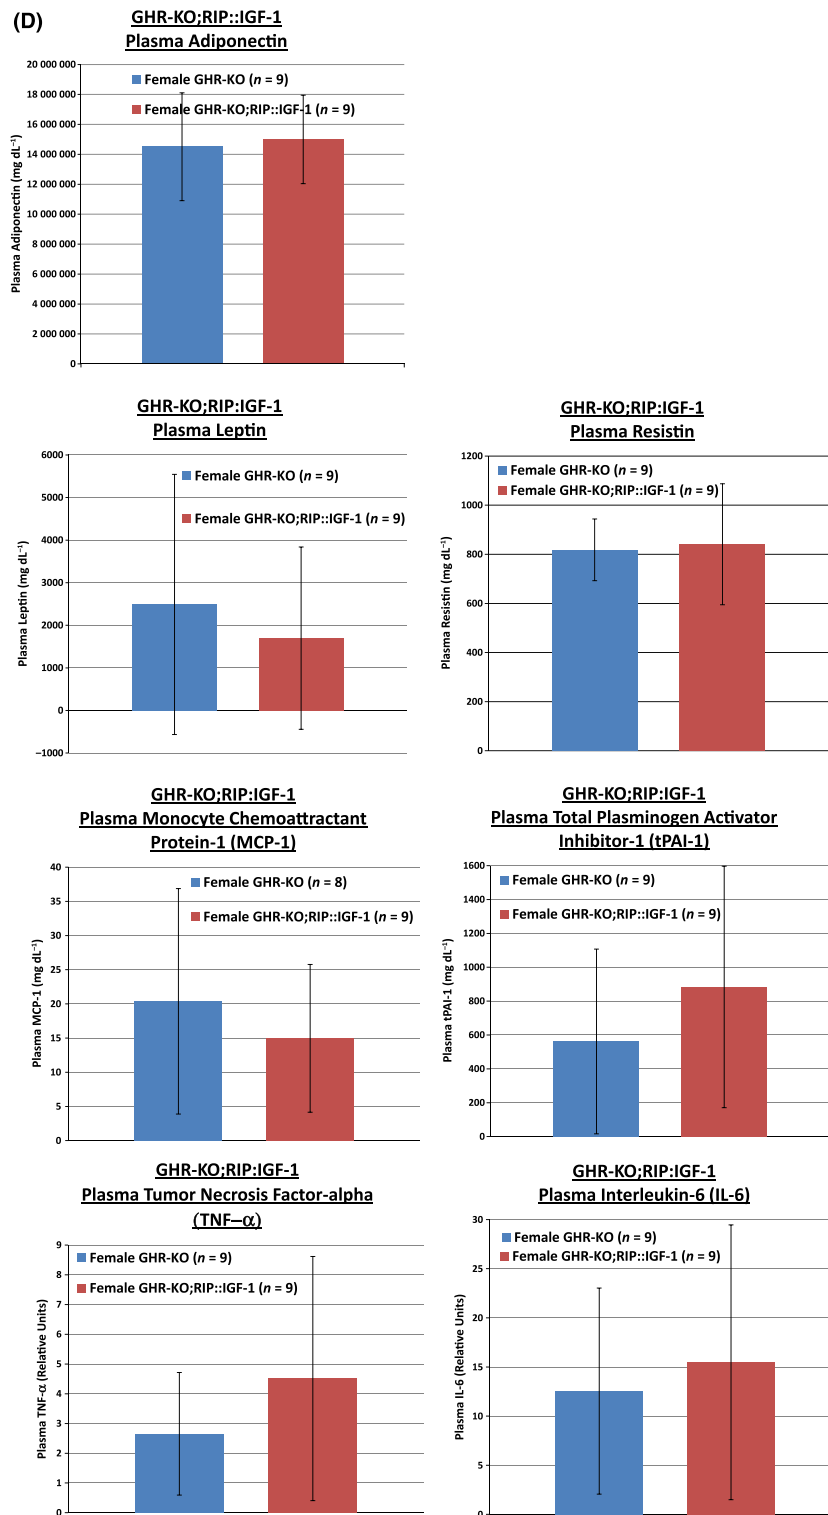 (D)
GHR-KO;RIP::IGF-1
Plasma Adiponectin
20 000 000
18 000 000
16 000 000
14 000 000
12 000 000
10 000 000
8 000 000
6 000 000
4 000 000
2 000 000
0
Plasma Adiponectin (mg dL⁻¹)
Female GHR-KO (n = 9)
Female GHR-KO;RIP::IGF-1 (n = 9)
GHR-KO;RIP:IGF-1
Plasma Leptin
6000
5000
4000
3000
2000
1000
0
−1000
Plasma Leptin (mg dL⁻¹)
Female GHR-KO (n = 9)
Female GHR-KO;RIP::IGF-1 (n = 9)
GHR-KO;RIP:IGF-1
Plasma Resistin
1200
1000
800
600
400
200
0
Plasma Resistin (mg dL⁻¹)
Female GHR-KO (n = 9)
Female GHR-KO;RIP::IGF-1 (n = 9)
GHR-KO;RIP:IGF-1
Plasma Monocyte Chemoattractant
Protein-1 (MCP-1)
40
35
30
25
20
15
10
5
0
Plasma MCP-1 (mg dL⁻¹)
Female GHR-KO (n = 8)
Female GHR-KO;RIP::IGF-1 (n = 9)
GHR-KO;RIP:IGF-1
Plasma Total Plasminogen Activator
Inhibitor-1 (tPAI-1)
1600
1400
1200
1000
800
600
400
200
0
Plasma tPAI-1 (mg dL⁻¹)
Female GHR-KO (n = 9)
Female GHR-KO;RIP::IGF-1 (n = 9)
GHR-KO;RIP:IGF-1
Plasma Tumor Necrosis Factor-alpha
(TNF−α)
9
8
7
6
5
4
3
2
1
0
Plasma TNF-α (Relative Units)
Female GHR-KO (n = 9)
Female GHR-KO;RIP::IGF-1 (n = 9)
GHR-KO;RIP:IGF-1
Plasma Interleukin-6 (IL-6)
30
25
20
15
10
5
0
Plasma IL-6 (Relative Units)
Female GHR-KO (n = 9)
Female GHR-KO;RIP::IGF-1 (n = 9)